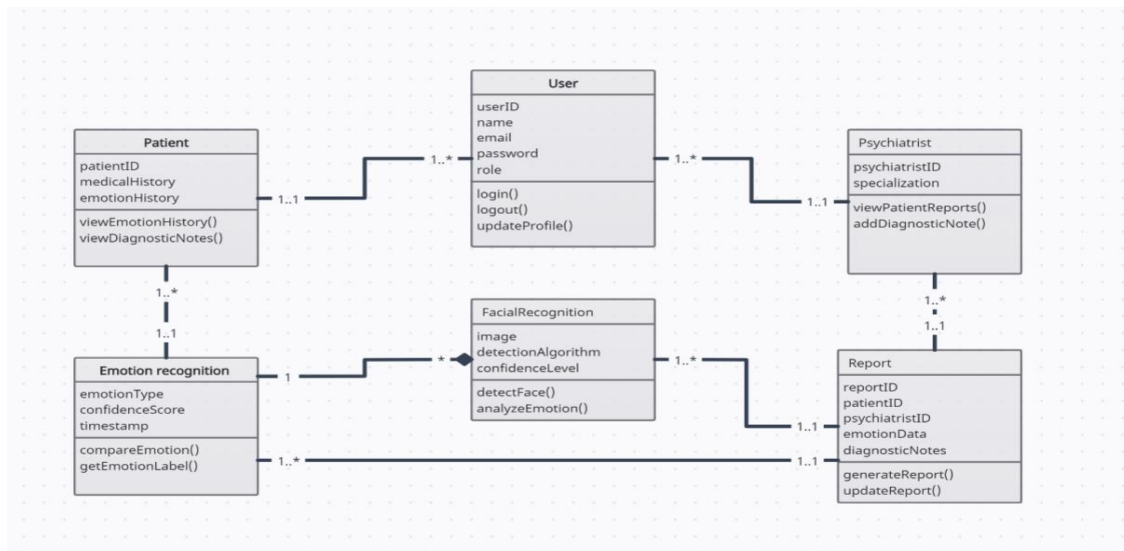 User
userID
name
email
password
role
login()
logout()
updateProfile()
Patient
patientID
medicalHistory
emotionHistory
viewEmotionHistory()
viewDiagnosticNotes()
Psychiatrist
psychiatristID
specialization
viewPatientReports()
addDiagnosticNote()
1..*
1..1
1..*
1..1
1..*
1..1
1..*
1..1
FacialRecognition
image
detectionAlgorithm
confidenceLevel
detectFace()
analyzeEmotion()
Emotion recognition
emotionType
confidenceScore
timestamp
compareEmotion()
getEmotionLabel()
Report
reportID
patientID
psychiatristID
emotionData
diagnosticNotes
generateReport()
updateReport()
1
*
1..*
1..1
1..*
1..1